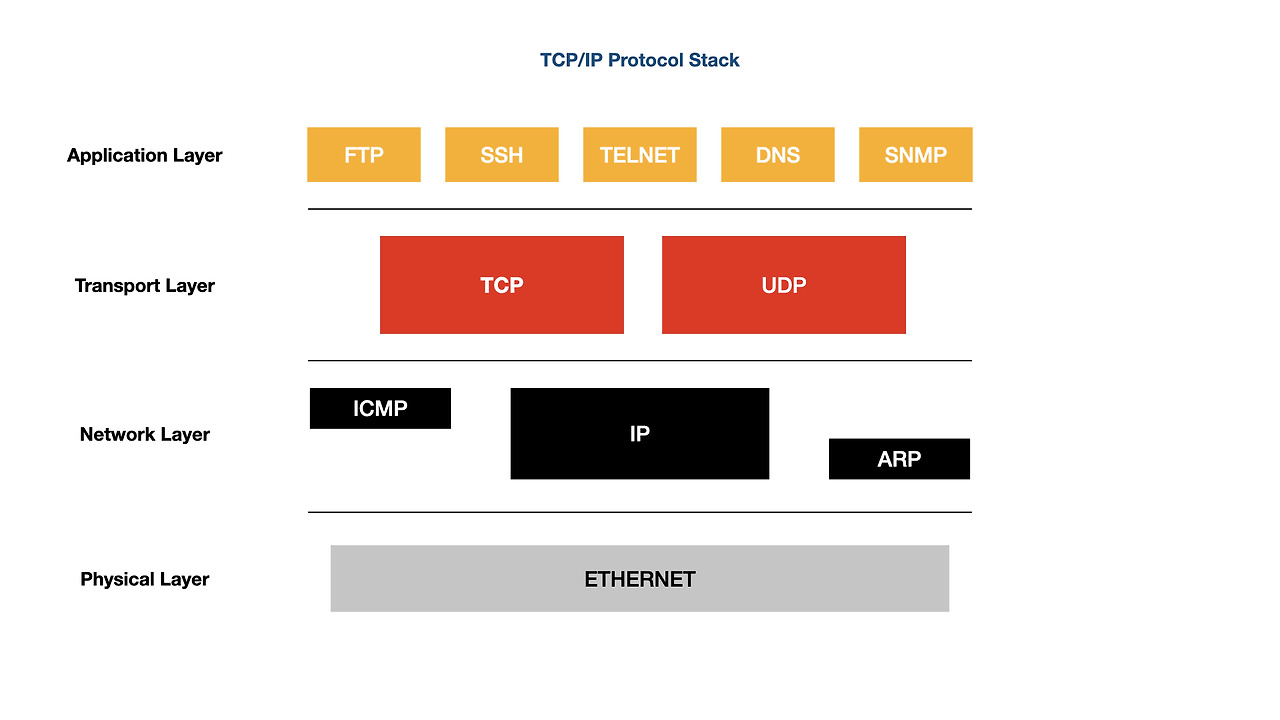 TCP/IP Protocol Stack
Application Layer
FTP
SSH
TELNET
DNS
SNMP
Transport Layer
TCP
UDP
Network Layer
ICMP
IP
ARP
Physical Layer
ETHERNET